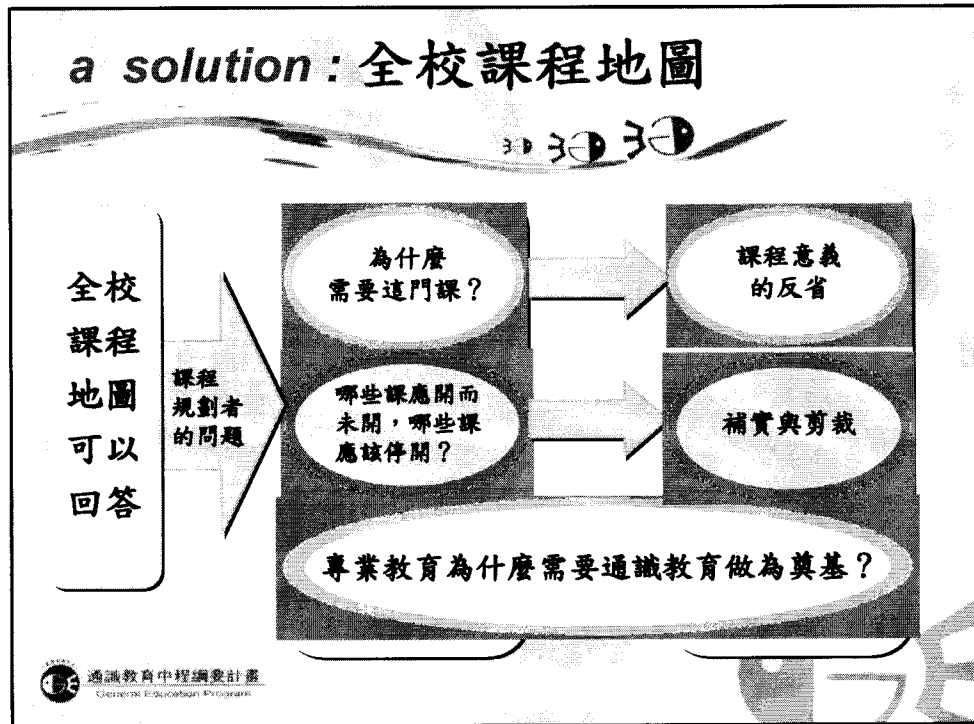 a solution : 全校課程地圖
全校
課程
地圖
可以
回答
課程
規劃者
的問題
為什麼
需要這門課？
課程意義
的反省
哪些課應開而
未開，哪些課
應該停開？
補實與剪裁
專業教育為什麼需要通識教育做為奠基？
通識教育中程綱要計畫
General Education Program